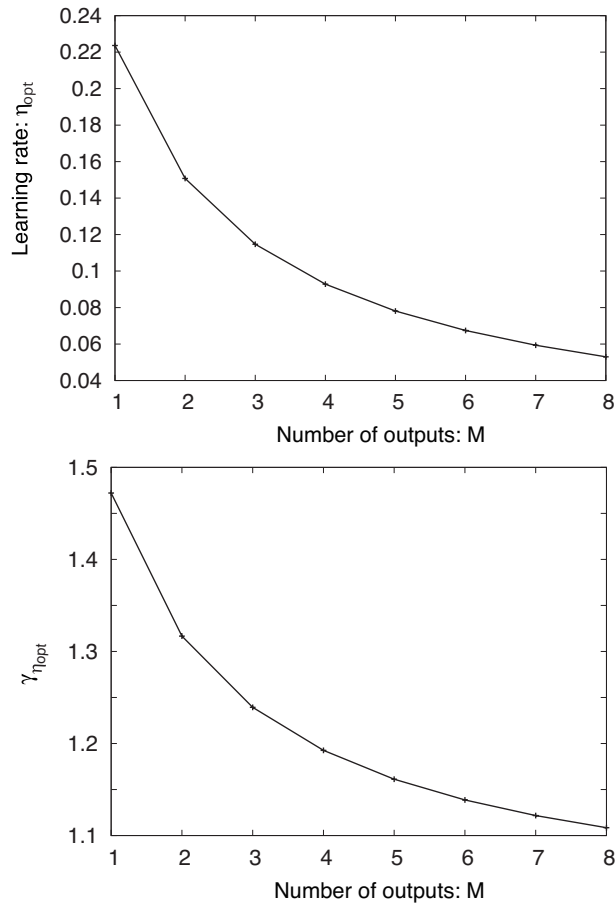 0.24
0.22
0.2
0.18
0.16
0.14
0.12
0.1
0.08
0.06
0.04
Learning rate: ηopt
1 2 3 4 5 6 7 8
Number of outputs: M
1.5
1.4
1.3
1.2
1.1
γηopt
1 2 3 4 5 6 7 8
Number of outputs: M